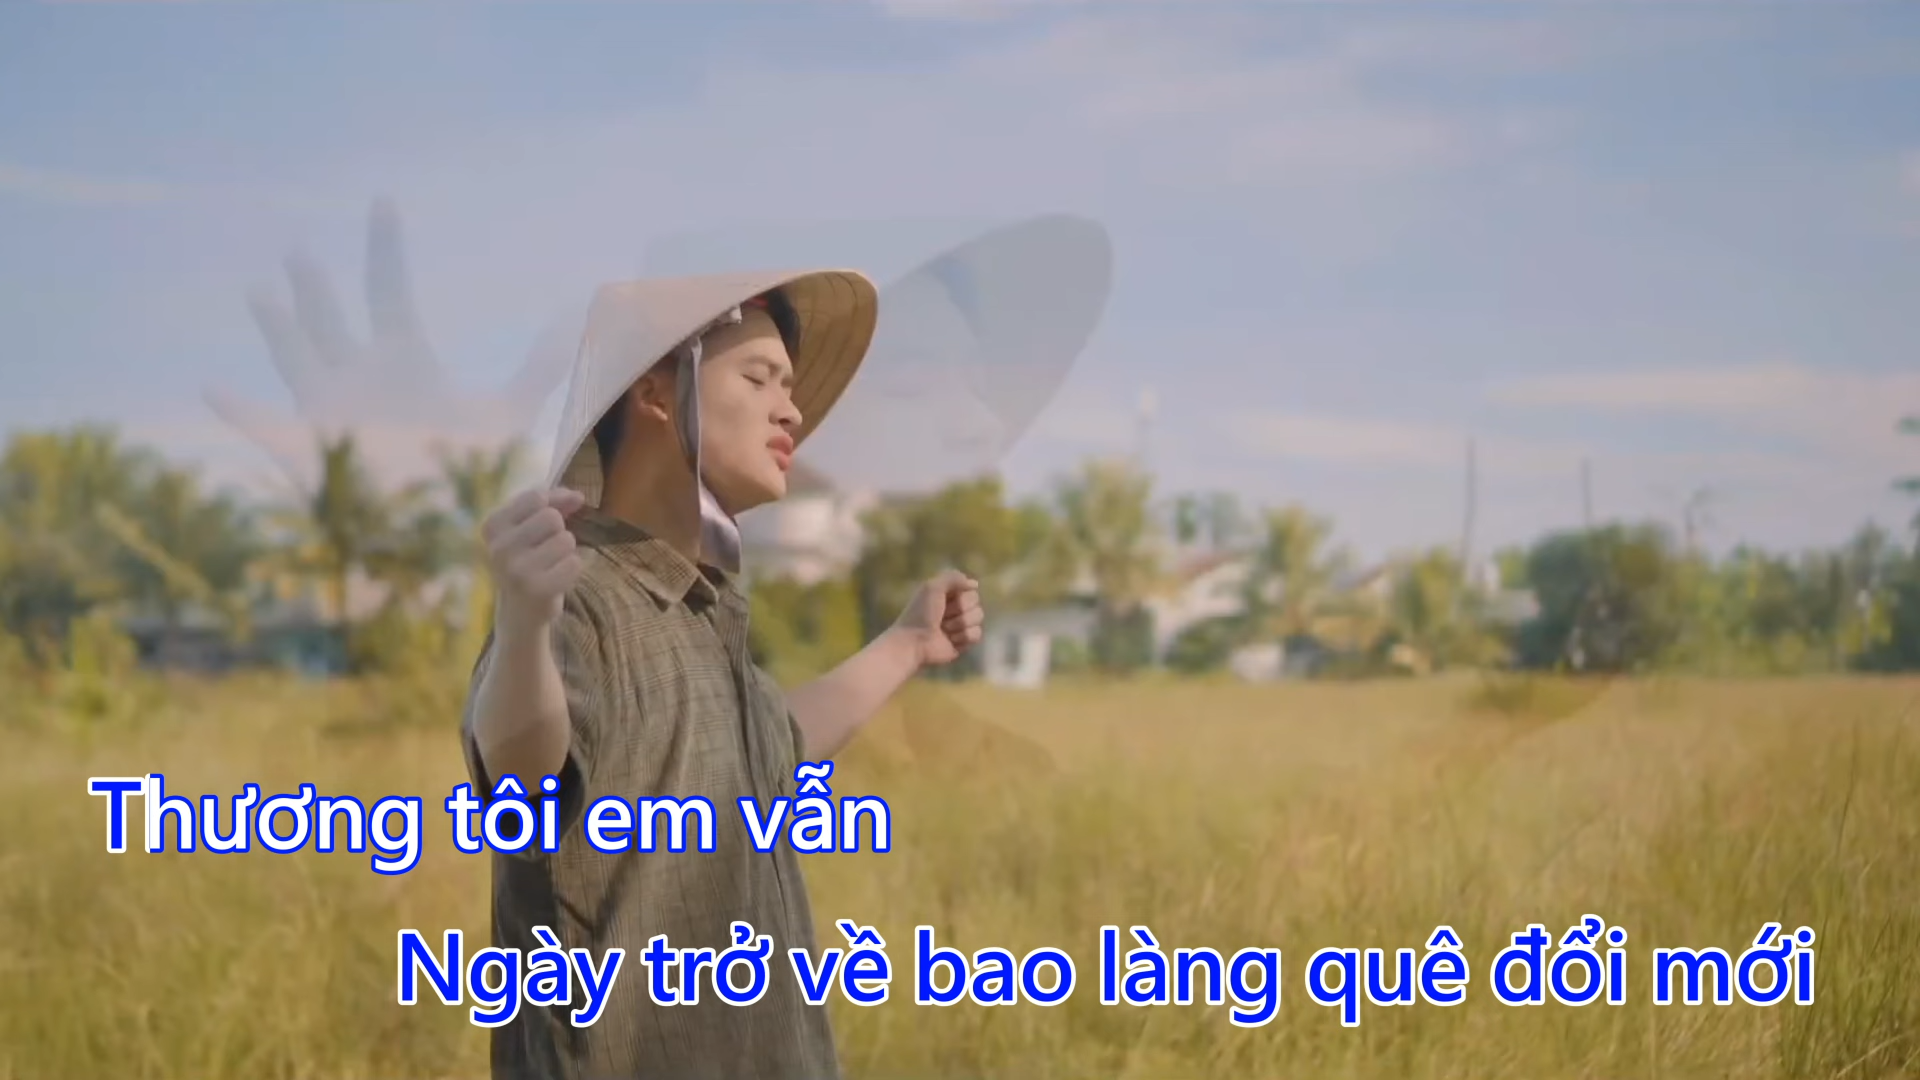 Thương tôi em vẫn
Ngày trở về bao làng quê đổi mới